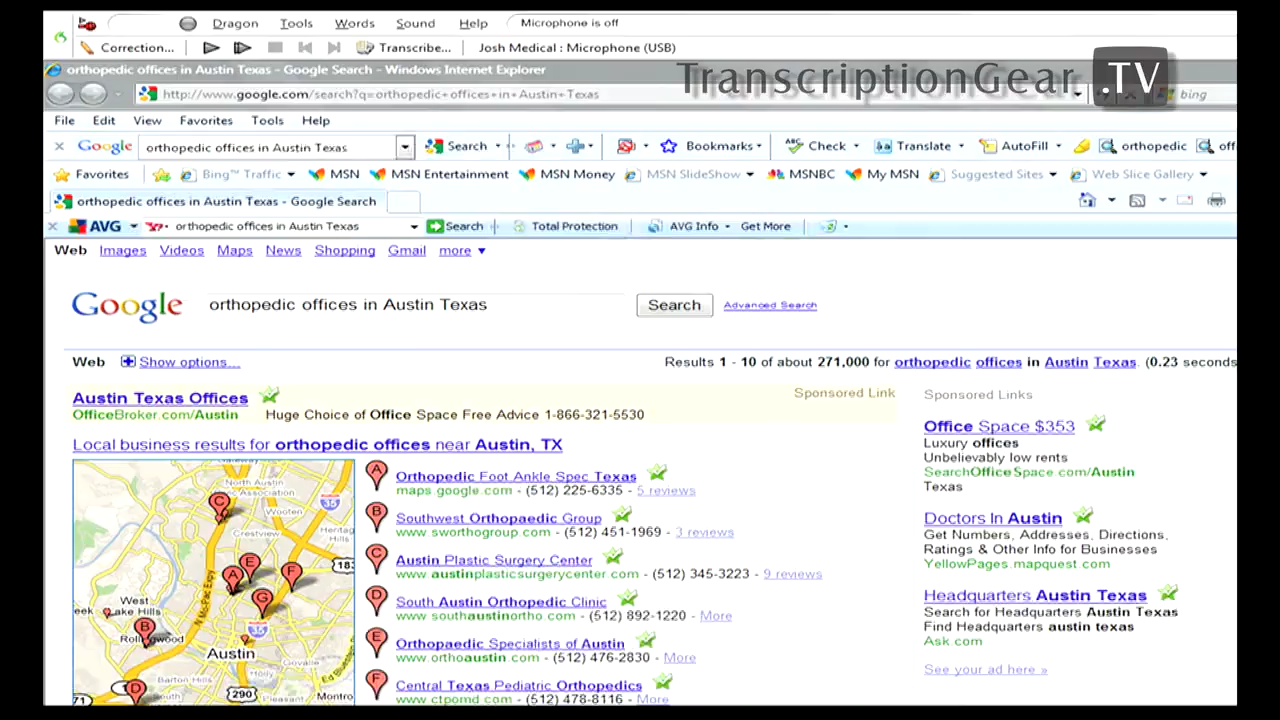 Dragon Tools Words Sound Help Microphone is off
Correction... Transcribe... Josh Medical : Microphone (USB)
orthopedic offices in Austin Texas - Google Search - Windows Internet Explorer
TranscriptionGear .TV
http://www.google.com/search?q=orthopedic+offices+in+Austin+Texas bing
File Edit View Favorites Tools Help
Google orthopedic offices in Austin Texas Search Bookmarks Check Translate AutoFill orthopedic off
Favorites Bing™ Traffic MSN MSN Entertainment MSN Money MSN SlideShow MSNBC My MSN Suggested Sites Web Slice Gallery
orthopedic offices in Austin Texas - Google Search
AVG orthopedic offices in Austin Texas Search Total Protection AVG Info Get More
Web Images Videos Maps News Shopping Gmail more
Google orthopedic offices in Austin Texas Search Advanced Search
Web Show options... Results 1 - 10 of about 271,000 for orthopedic offices in Austin Texas. (0.23 seconds
Austin Texas Offices Sponsored Link
OfficeBroker.com/Austin Huge Choice of Office Space Free Advice 1-866-321-5530
Local business results for orthopedic offices near Austin, TX
A Orthopedic Foot Ankle Spec Texas
maps.google.com - (512) 225-6335 - 5 reviews
B Southwest Orthopaedic Group
www.sworthogroup.com - (512) 451-1969 - 3 reviews
C Austin Plastic Surgery Center
www.austinplasticsurgerycenter.com - (512) 345-3223 - 9 reviews
D South Austin Orthopedic Clinic
www.southaustinortho.com - (512) 892-1220 - More
E Orthopaedic Specialists of Austin
www.orthoaustin.com - (512) 476-2830 - More
F Central Texas Pediatric Orthopedics
www.ctpomd.com - (512) 478-8116 - More
North Austin
Association
35
C
Wooten
Crestview
Heritage
Hills
183
E
A
F
G
N MoPac Expy
West
Lake Hills
B
Rollingwood
35
Austin
Govalle
Barton Hills
Holly
D
290
71
South
Pleasant
Montro
Sponsored Links
Office Space $353
Luxury offices
Unbelievably low rents
SearchOfficeSpace.com/Austin
Texas
Doctors In Austin
Get Numbers, Addresses, Directions,
Ratings & Other Info for Businesses
YellowPages.mapquest.com
Headquarters Austin Texas
Search for Headquarters Austin Texas
Find Headquarters austin texas
Ask.com
See your ad here »